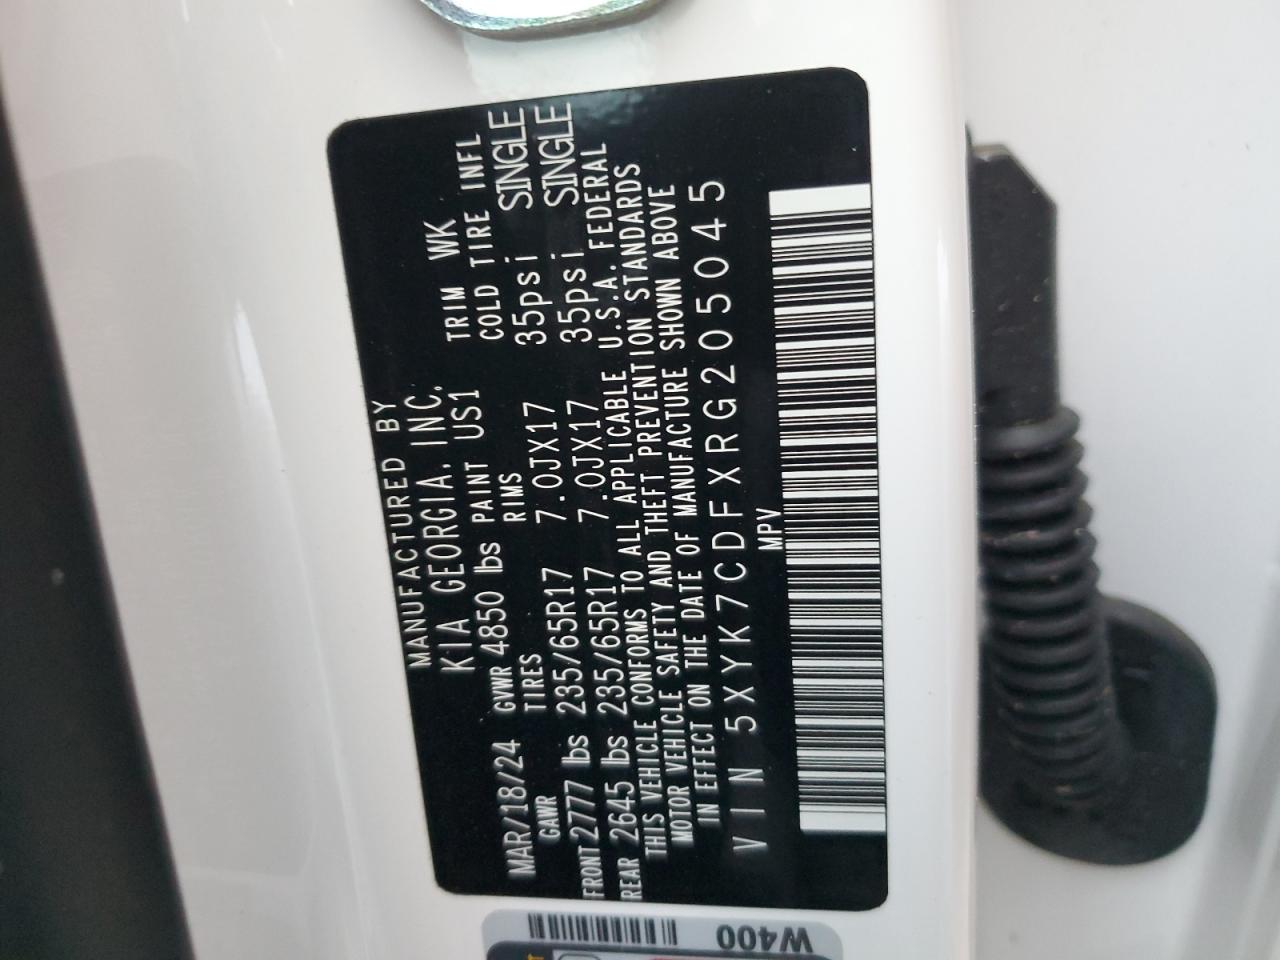 MANUFACTURED BY
KIA GEORGIA, INC.
MAR/18/24 GVWR 4850 lbs PAINT US1 TRIM WK
GAWR TIRES RIMS COLD TIRE INFL
FRONT 2777 lbs 235/65R17 7.0JX17 35psi SINGLE
REAR 2645 lbs 235/65R17 7.0JX17 35psi SINGLE
THIS VEHICLE CONFORMS TO ALL APPLICABLE U.S.A. FEDERAL
MOTOR VEHICLE SAFETY AND THEFT PREVENTION STANDARDS
IN EFFECT ON THE DATE OF MANUFACTURE SHOWN ABOVE
VIN 5XYK7CDFXRG205045
MPV
W400